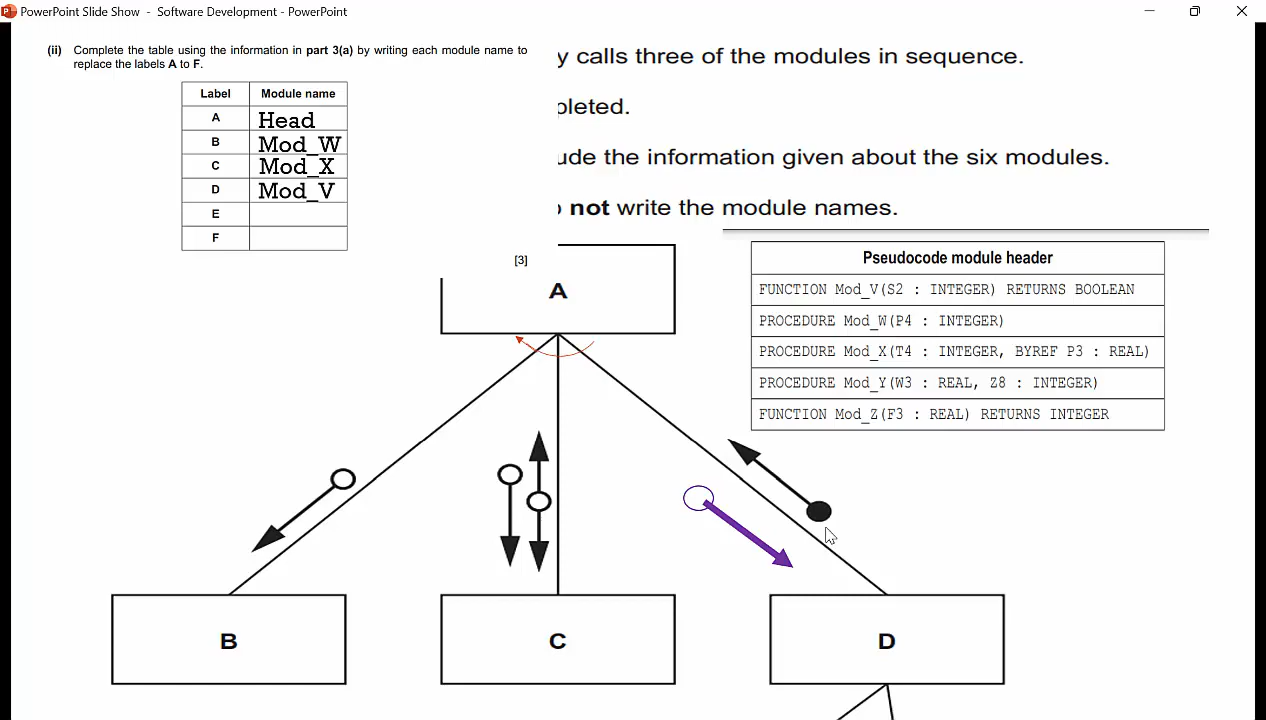 PowerPoint Slide Show - Software Development - PowerPoint
(ii) Complete the table using the information in part 3(a) by writing each module name to
replace the labels A to F.
Label Module name
A Head
B Mod_W
C Mod_X
D Mod_V
E
F
[3]
y calls three of the modules in sequence.
pleted.
ude the information given about the six modules.
not write the module names.
Pseudocode module header
FUNCTION Mod_V(S2 : INTEGER) RETURNS BOOLEAN
PROCEDURE Mod_W(P4 : INTEGER)
PROCEDURE Mod_X(T4 : INTEGER, BYREF P3 : REAL)
PROCEDURE Mod_Y(W3 : REAL, Z8 : INTEGER)
FUNCTION Mod_Z(F3 : REAL) RETURNS INTEGER
A
B
C
D